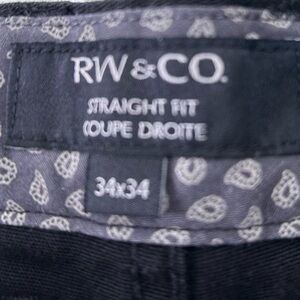 RW & CO.
STRAIGHT FIT
COUPE DROITE
34x34